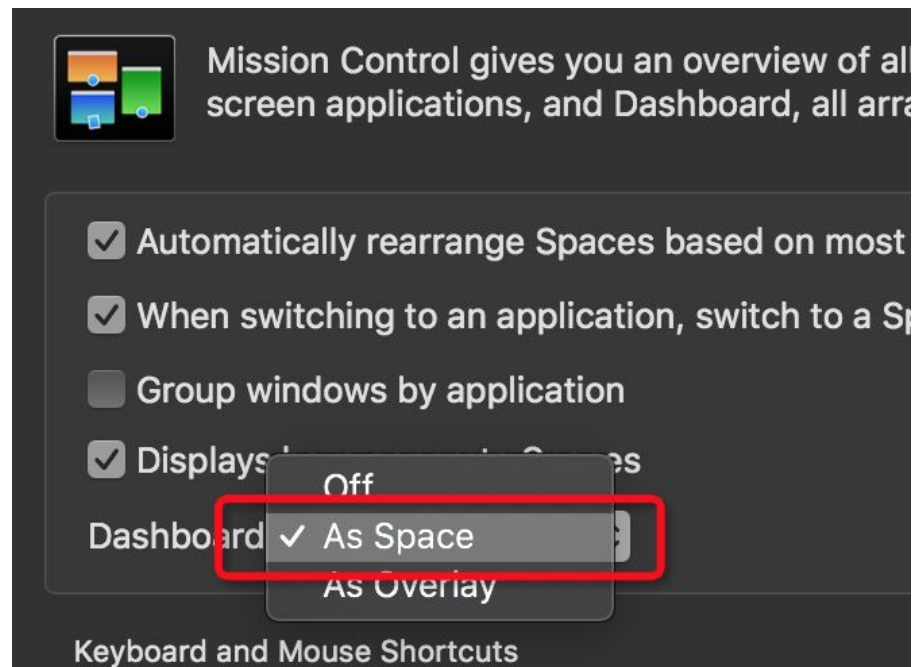 Mission Control gives you an overview of all
screen applications, and Dashboard, all arra
Automatically rearrange Spaces based on most
When switching to an application, switch to a Sp
Group windows by application
Displays es
Off
Dashboard As Space
As Overlay
Keyboard and Mouse Shortcuts